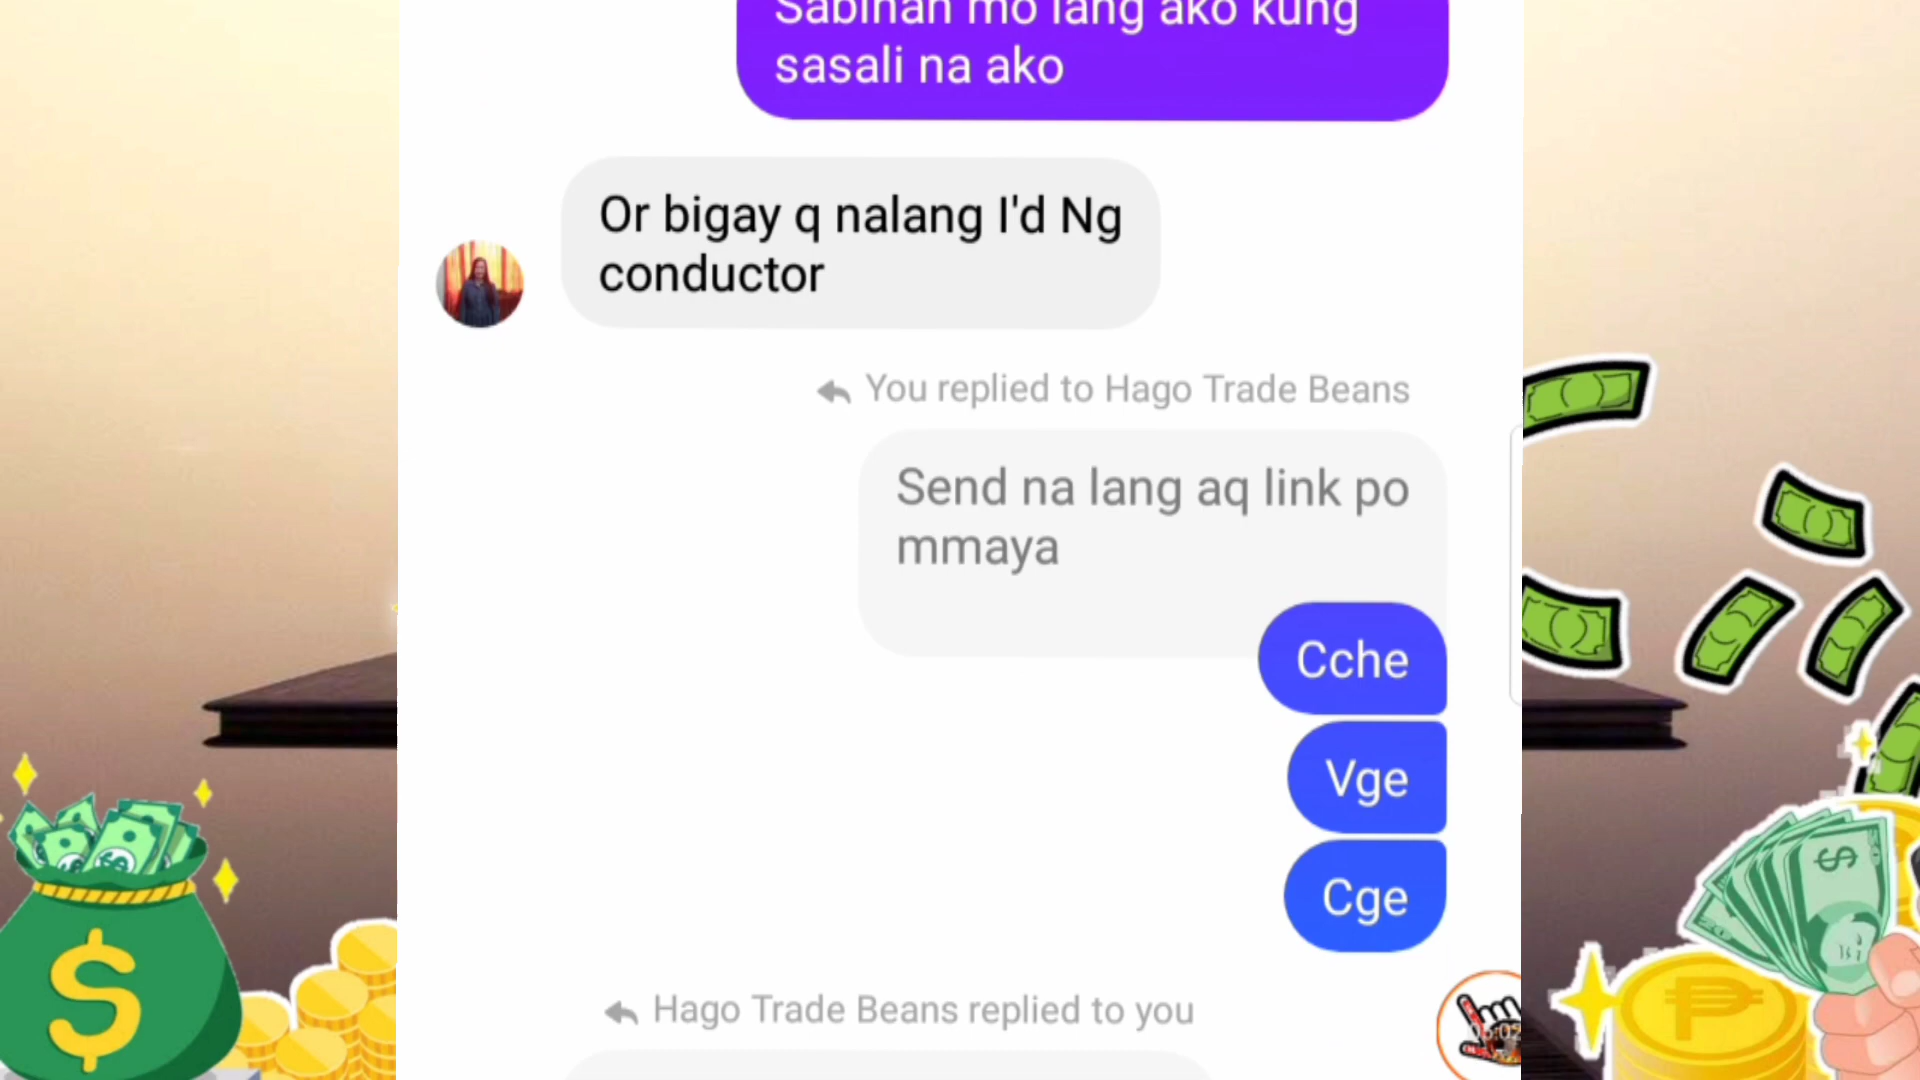 Sabihan mo lang ako kung
sasali na ako
Or bigay q nalang I'd Ng
conductor
You replied to Hago Trade Beans
Send na lang aq link po
mmaya
Cche
Vge
Cge
Hago Trade Beans replied to you